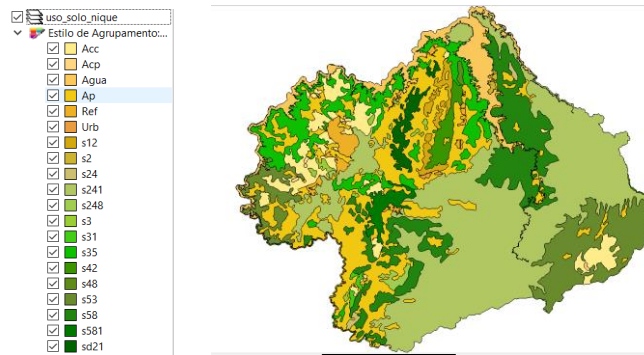 uso_solo_nique
Estilo de Agrupamento:...
Acc
Acp
Agua
Ap
Ref
Urb
s12
s2
s24
s241
s248
s3
s31
s35
s42
s48
s53
s58
s581
sd21